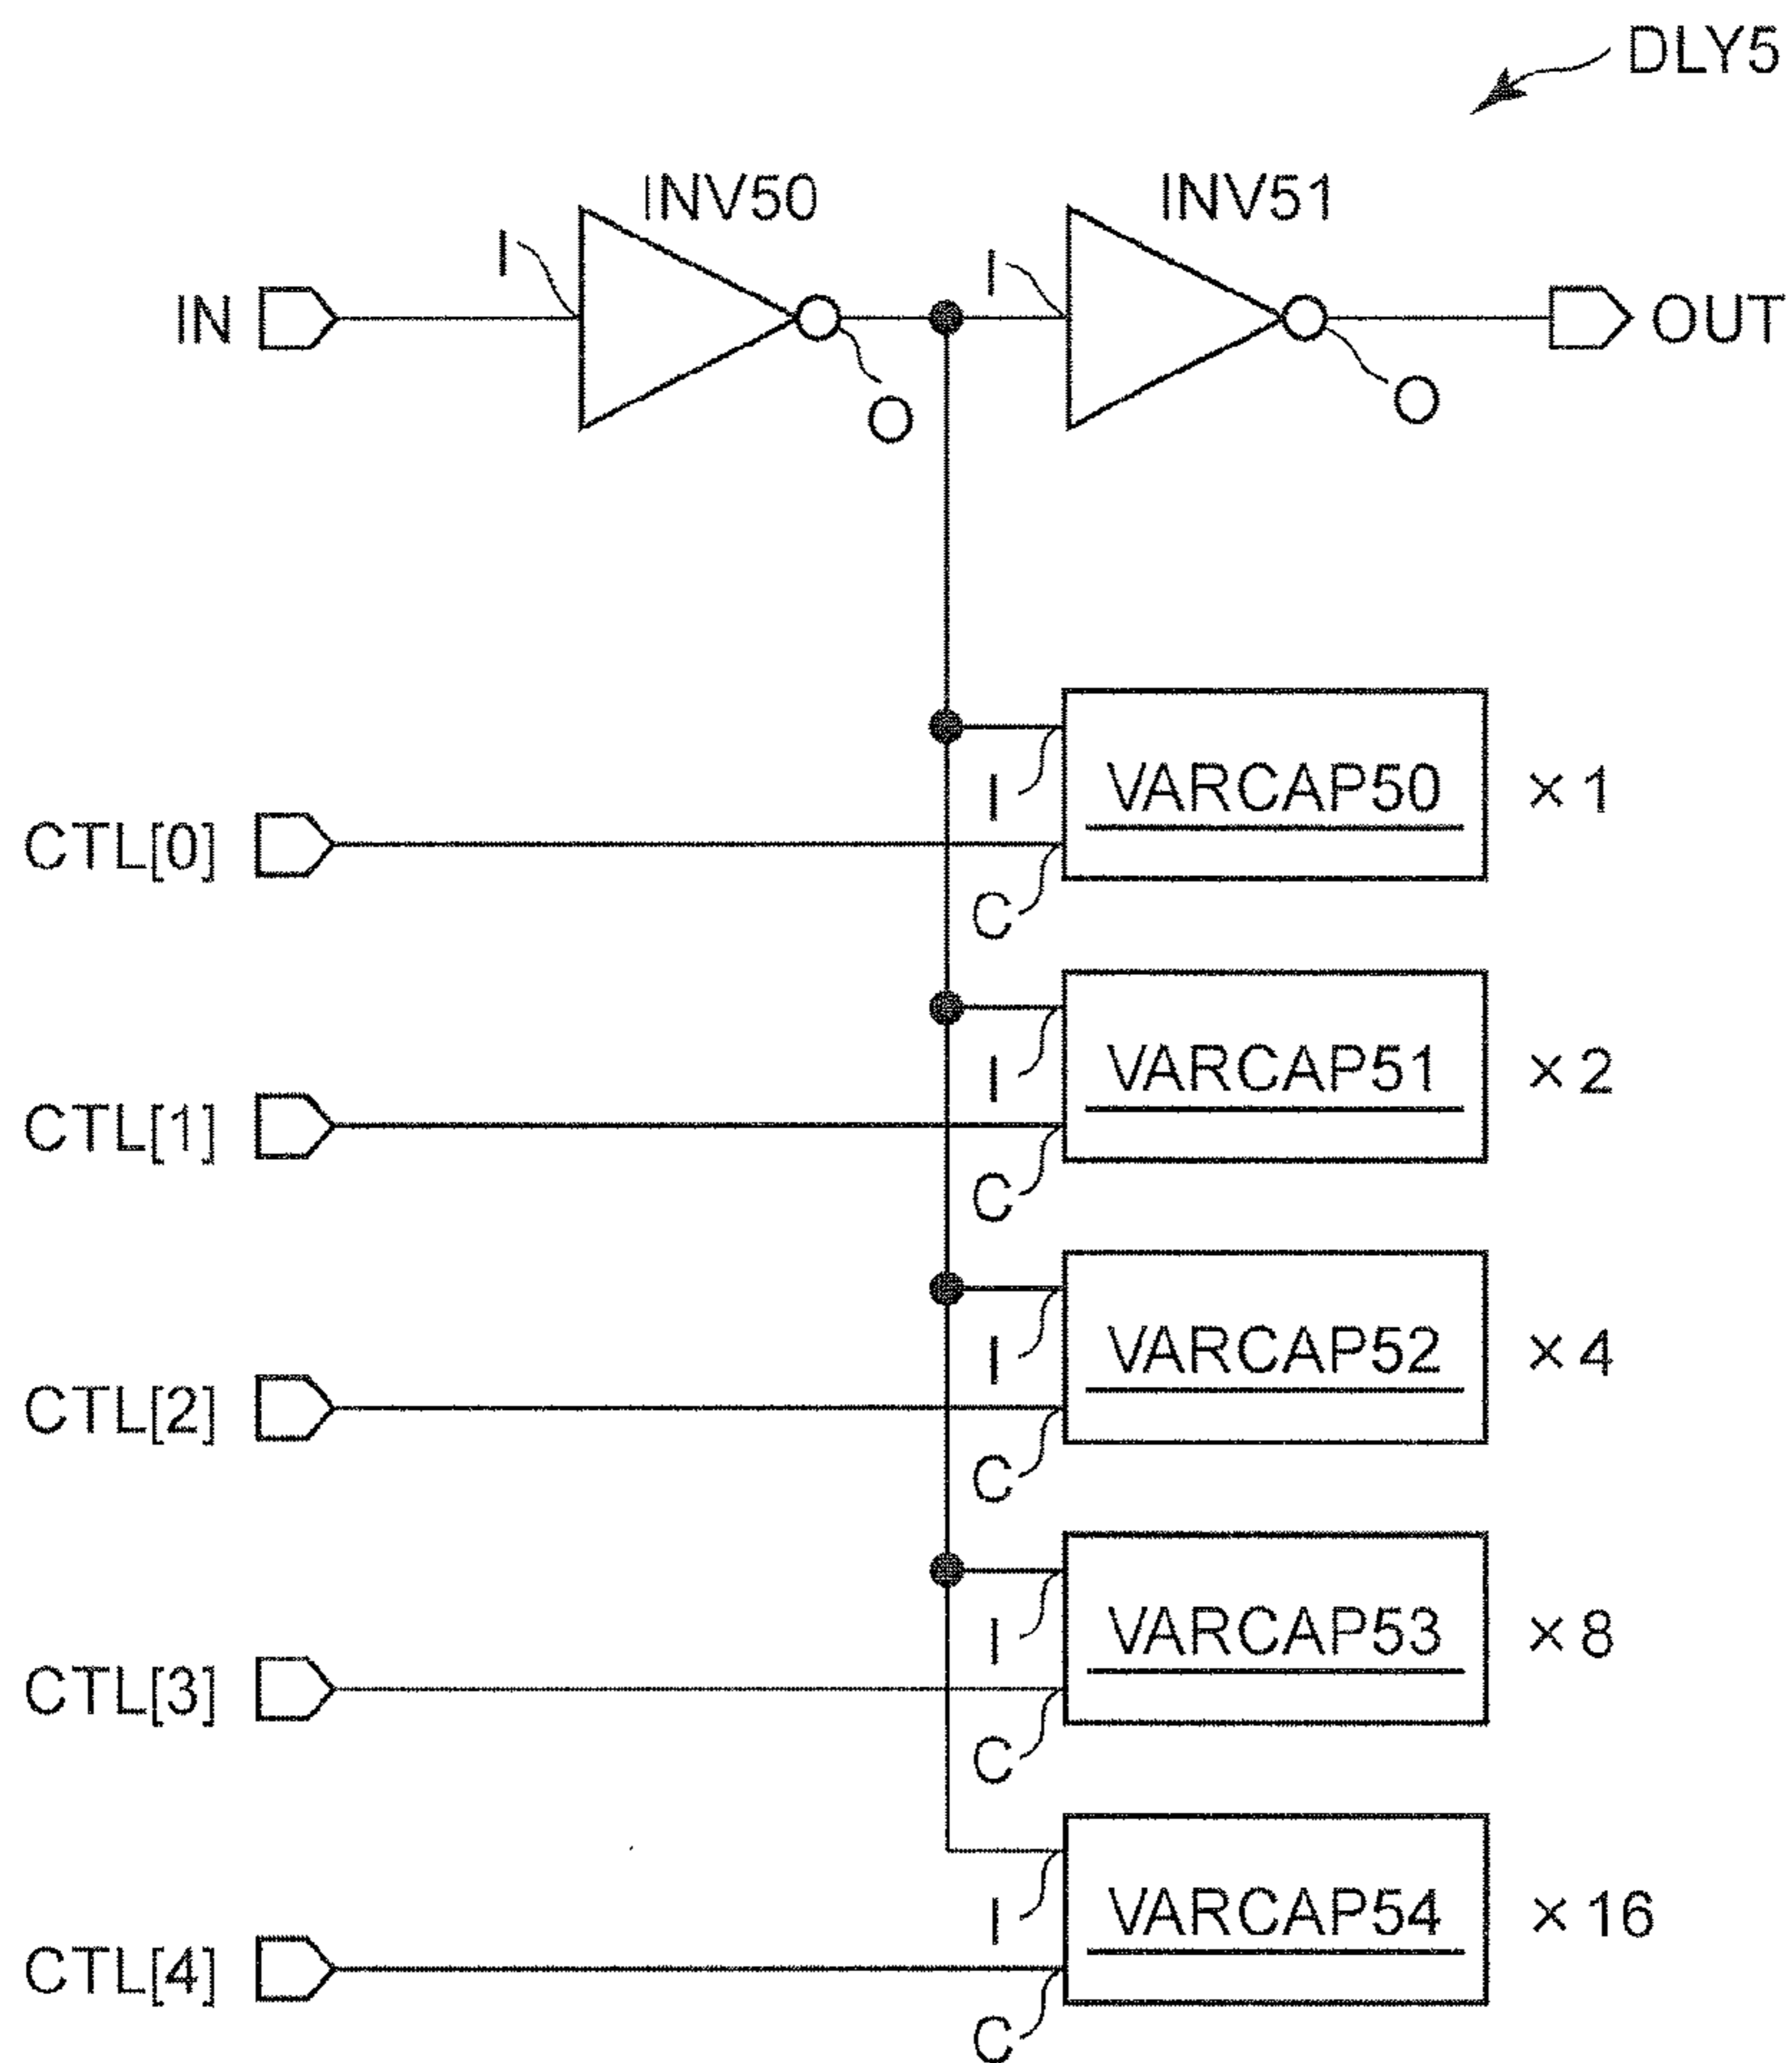 DLY5
INV50 INV51
I I
IN OUT
O O
VARCAP50 ×1
I
CTL[0]
C
VARCAP51 ×2
I
CTL[1]
C
VARCAP52 ×4
I
CTL[2]
C
VARCAP53 ×8
I
CTL[3]
C
VARCAP54 ×16
I
CTL[4]
C